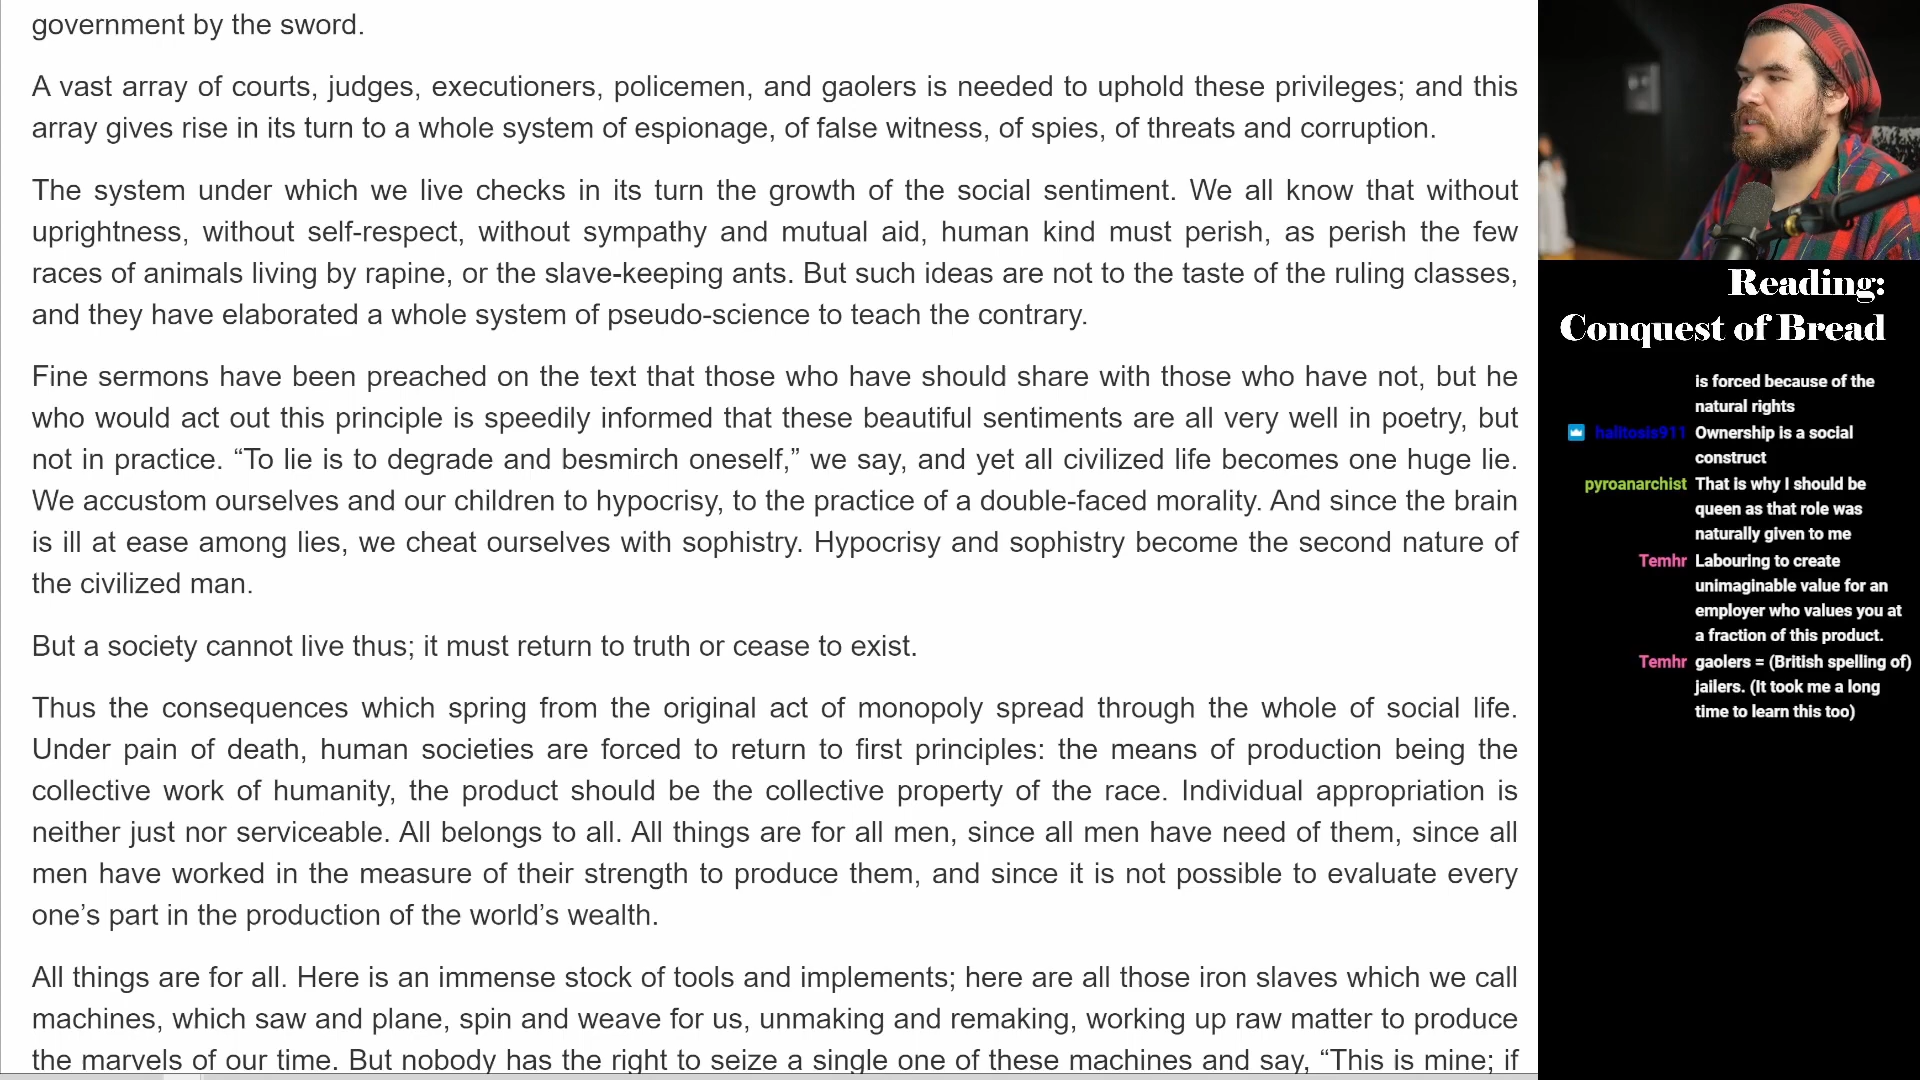 government by the sword.
A vast array of courts, judges, executioners, policemen, and gaolers is needed to uphold these privileges; and this
array gives rise in its turn to a whole system of espionage, of false witness, of spies, of threats and corruption.
The system under which we live checks in its turn the growth of the social sentiment. We all know that without
uprightness, without self-respect, without sympathy and mutual aid, human kind must perish, as perish the few
races of animals living by rapine, or the slave-keeping ants. But such ideas are not to the taste of the ruling classes,
and they have elaborated a whole system of pseudo-science to teach the contrary.
Fine sermons have been preached on the text that those who have should share with those who have not, but he
who would act out this principle is speedily informed that these beautiful sentiments are all very well in poetry, but
not in practice. “To lie is to degrade and besmirch oneself,” we say, and yet all civilized life becomes one huge lie.
We accustom ourselves and our children to hypocrisy, to the practice of a double-faced morality. And since the brain
is ill at ease among lies, we cheat ourselves with sophistry. Hypocrisy and sophistry become the second nature of
the civilized man.
But a society cannot live thus; it must return to truth or cease to exist.
Thus the consequences which spring from the original act of monopoly spread through the whole of social life.
Under pain of death, human societies are forced to return to first principles: the means of production being the
collective work of humanity, the product should be the collective property of the race. Individual appropriation is
neither just nor serviceable. All belongs to all. All things are for all men, since all men have need of them, since all
men have worked in the measure of their strength to produce them, and since it is not possible to evaluate every
one’s part in the production of the world’s wealth.
All things are for all. Here is an immense stock of tools and implements; here are all those iron slaves which we call
machines, which saw and plane, spin and weave for us, unmaking and remaking, working up raw matter to produce
the marvels of our time. But nobody has the right to seize a single one of these machines and say, “This is mine; if
Reading:
Conquest of Bread
is forced because of the
natural rights
halitosis911 Ownership is a social
construct
pyroanarchist That is why I should be
queen as that role was
naturally given to me
Temhr Labouring to create
unimaginable value for an
employer who values you at
a fraction of this product.
Temhr gaolers = (British spelling of)
jailers. (It took me a long
time to learn this too)